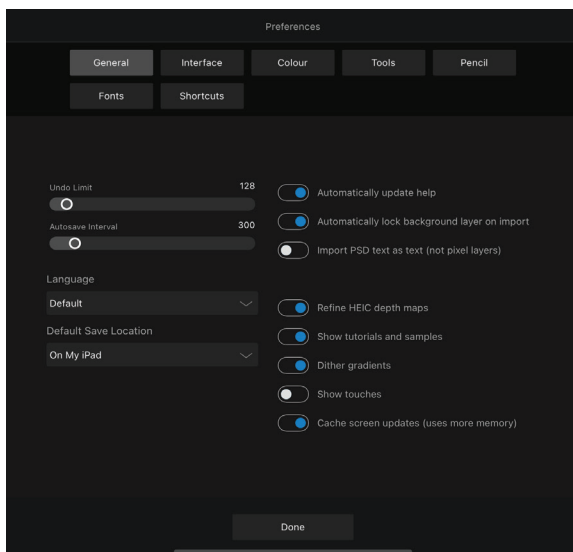 Preferences
General
Interface
Colour
Tools
Pencil
Fonts
Shortcuts
Undo Limit 128
Autosave Interval 300
Language
Default
Default Save Location
On My iPad
Automatically update help
Automatically lock background layer on import
Import PSD text as text (not pixel layers)
Refine HEIC depth maps
Show tutorials and samples
Dither gradients
Show touches
Cache screen updates (uses more memory)
Done